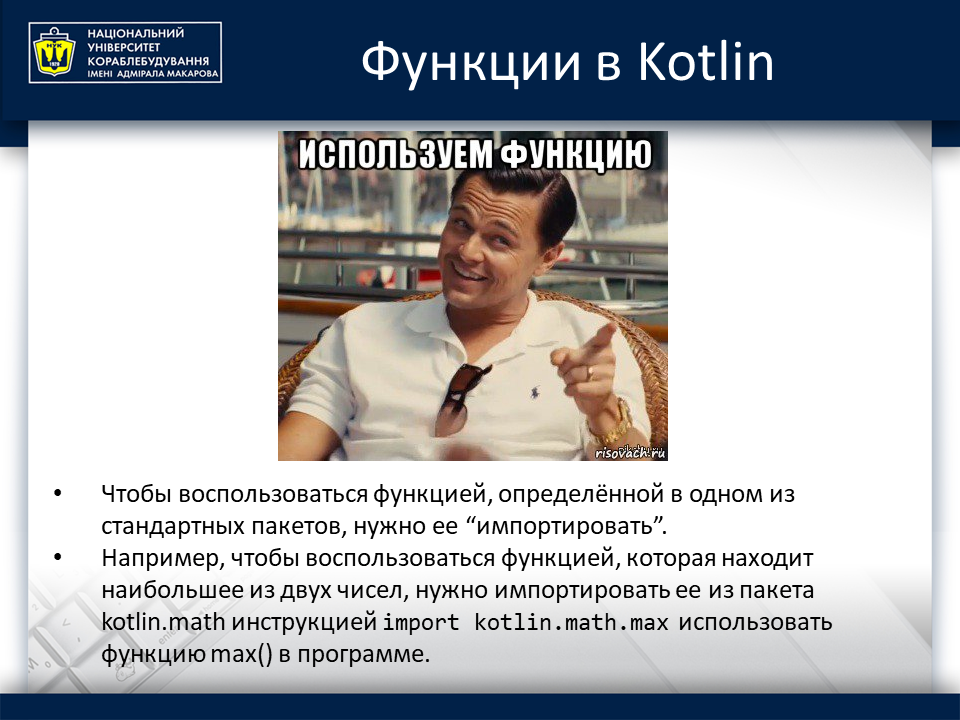 НАЦІОНАЛЬНИЙ
УНІВЕРСИТЕТ
КОРАБЛЕБУДУВАННЯ
ІМЕНІ АДМІРАЛА МАКАРОВА
НУК
1920
Функции в Kotlin
ИСПОЛЬЗУЕМ ФУНКЦИЮ
risovach.ru
• Чтобы воспользоваться функцией, определённой в одном из
стандартных пакетов, нужно ее “импортировать”.
• Например, чтобы воспользоваться функцией, которая находит
наибольшее из двух чисел, нужно импортировать ее из пакета
kotlin.math инструкцией import kotlin.math.max использовать
функцию max() в программе.